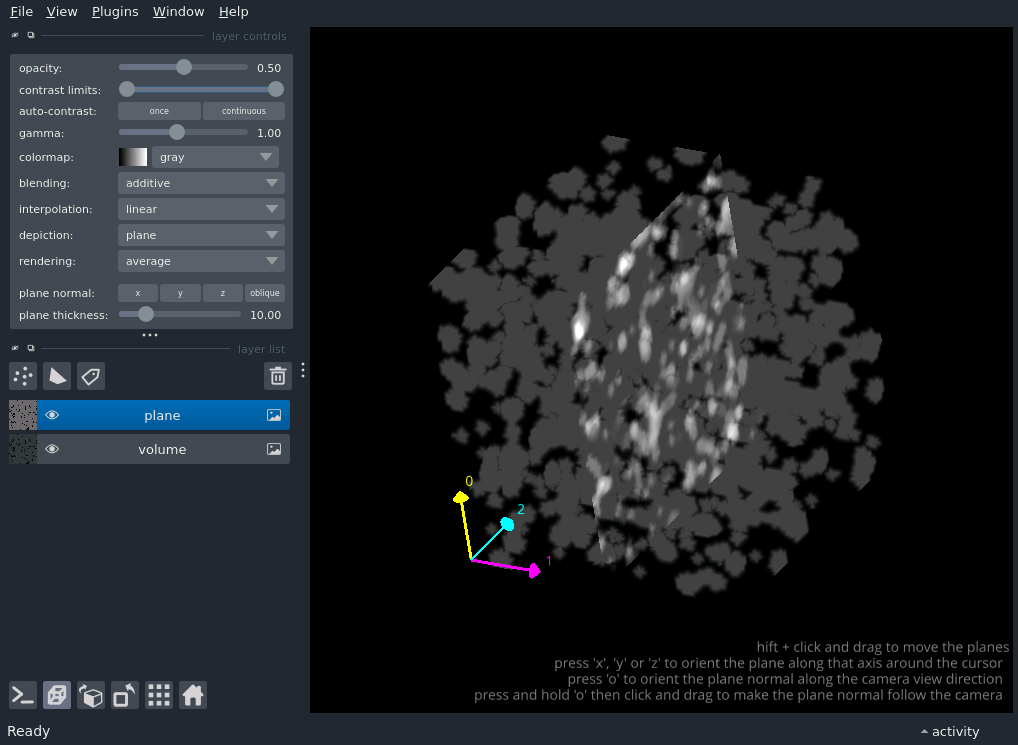 File View Plugins Window Help
layer controls
opacity: 0.50
contrast limits:
auto-contrast: once continuous
gamma: 1.00
colormap: gray
blending: additive
interpolation: linear
depiction: plane
rendering: average
plane normal: x y z oblique
plane thickness: 10.00
layer list
plane
volume
0
2
1
hift + click and drag to move the planes
press 'x', 'y' or 'z' to orient the plane along that axis around the cursor
press 'o' to orient the plane normal along the camera view direction
press and hold 'o' then click and drag to make the plane normal follow the camera
Ready activity